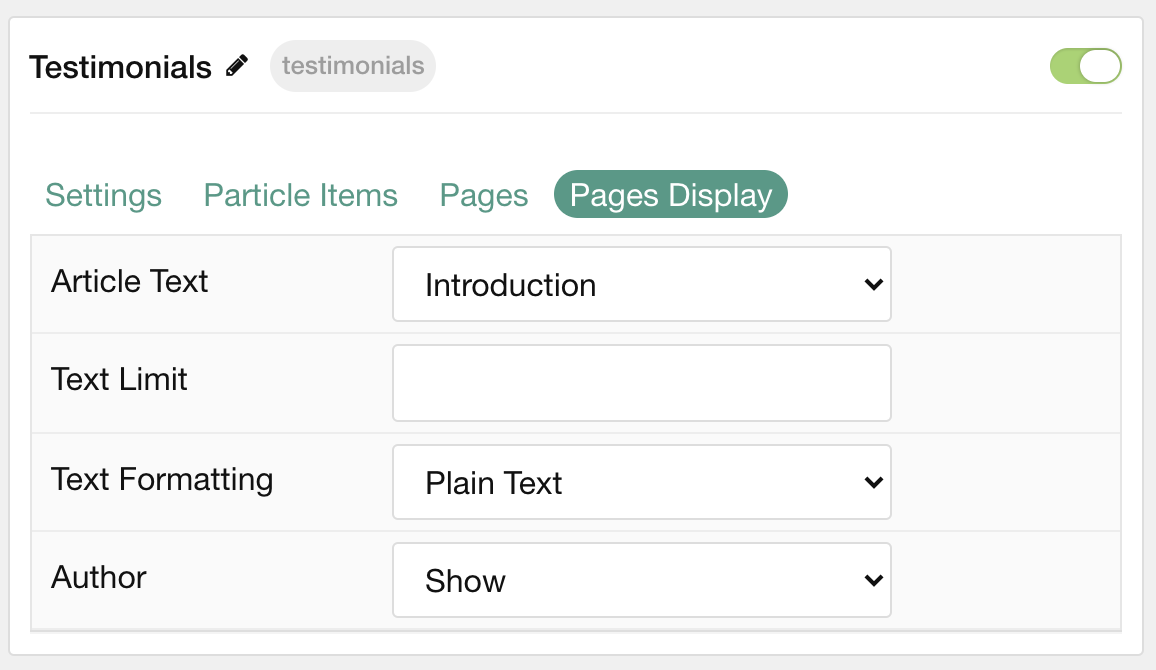 Testimonials testimonials
Settings Particle Items Pages Pages Display
Article Text Introduction
Text Limit
Text Formatting Plain Text
Author Show